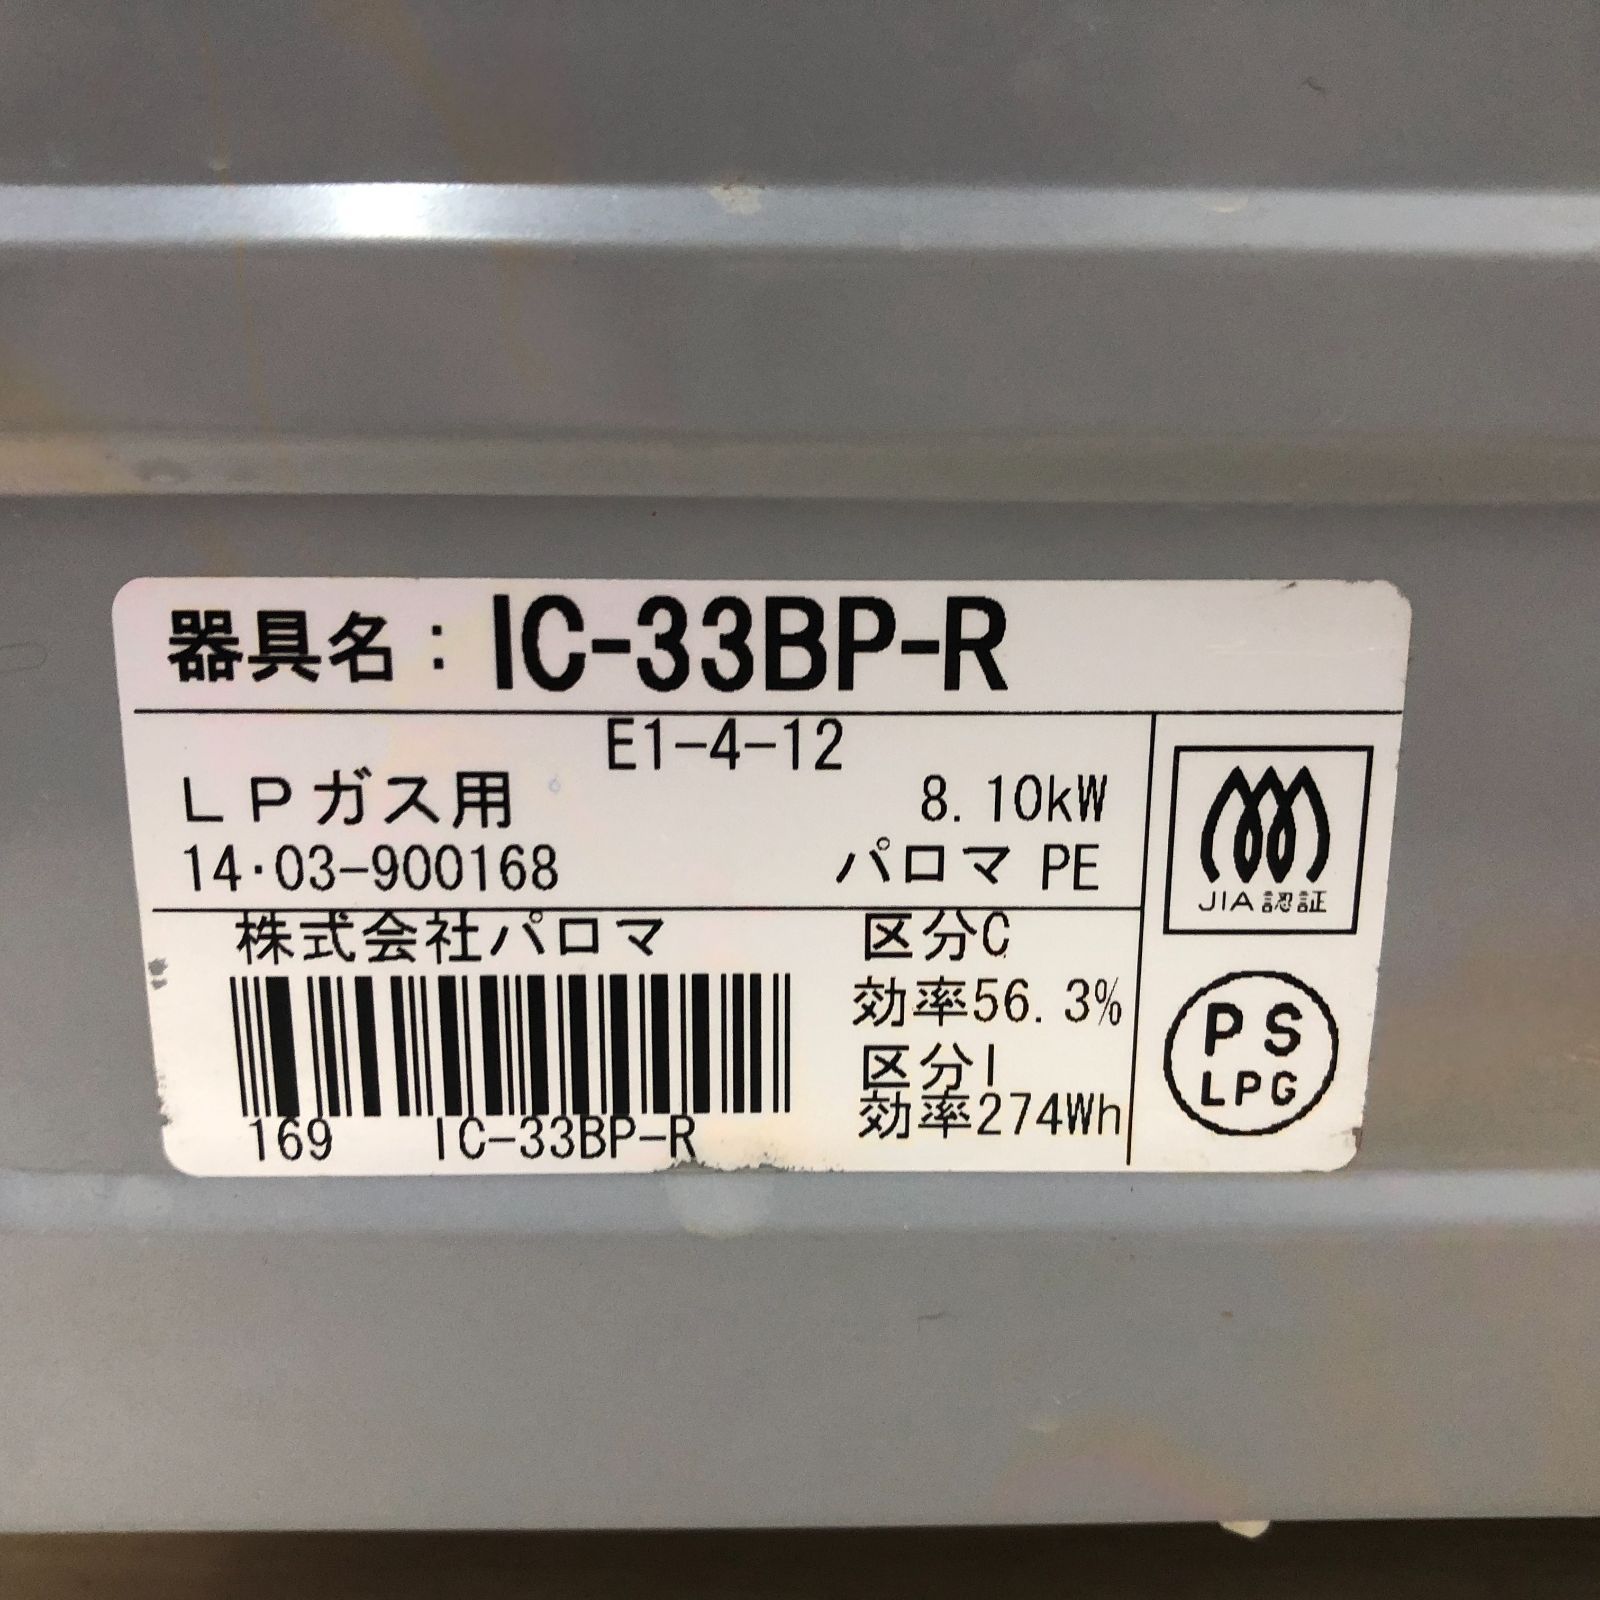 器具名：IC-33BP-R
E1-4-12
LPガス用 8.10kW
14・03-900168 パロマ PE
JIA認証
株式会社パロマ 区分C
効率56.3%
区分I
効率274Wh
169 IC-33BP-R
PS
LPG